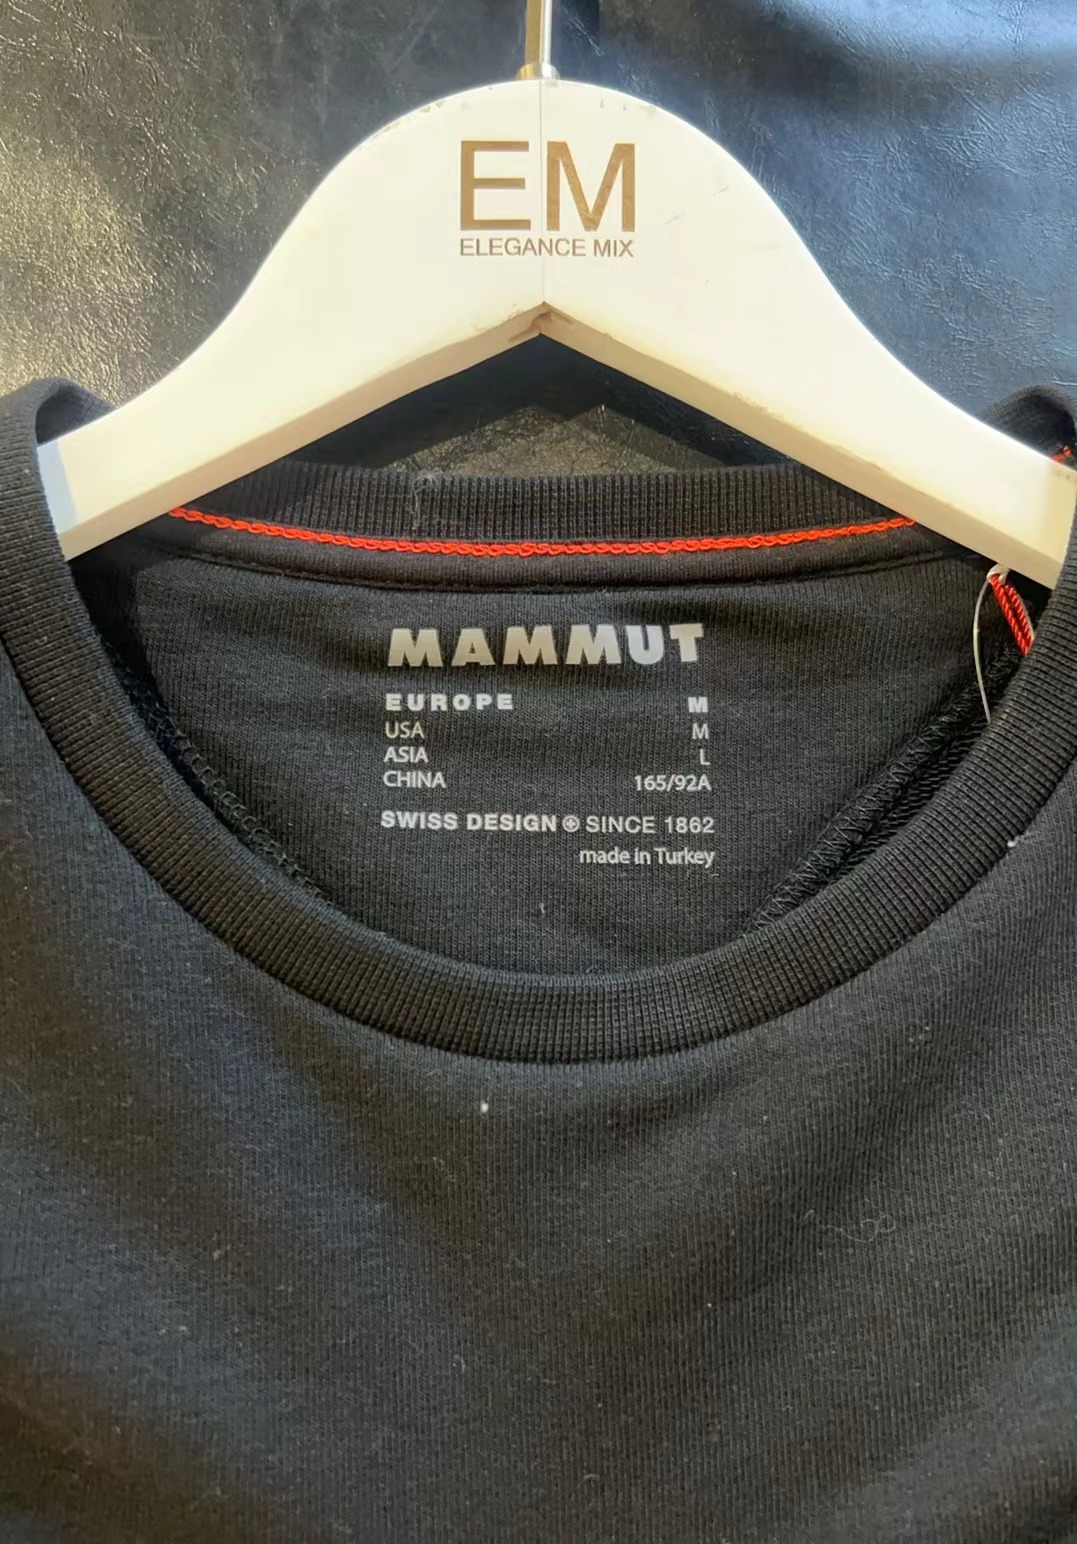 EM
ELEGANCE MIX
MAMMUT
EUROPE M
USA M
ASIA L
CHINA 165/92A
SWISS DESIGN ⊕ SINCE 1862
made in Turkey